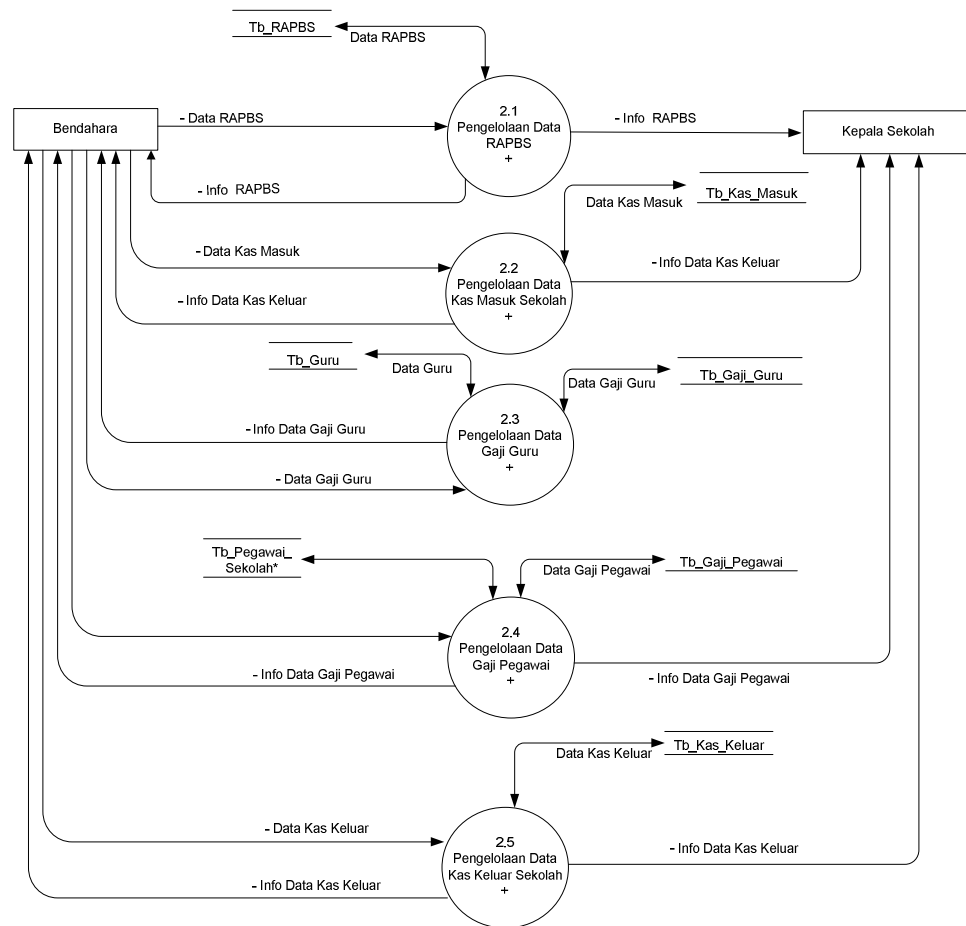 Tb_RAPBS
Data RAPBS
2.1
Pengelolaan Data
RAPBS
+
Bendahara
- Data RAPBS
- Info RAPBS
Kepala Sekolah
- Info RAPBS
Data Kas Masuk
Tb_Kas_Masuk
- Data Kas Masuk
2.2
Pengelolaan Data
Kas Masuk Sekolah
+
- Info Data Kas Keluar
- Info Data Kas Keluar
Tb_Guru
Data Guru
Data Gaji Guru
Tb_Gaji_Guru
2.3
Pengelolaan Data
Gaji Guru
+
- Info Data Gaji Guru
- Data Gaji Guru
Tb_Pegawai_
Sekolah*
Data Gaji Pegawai
Tb_Gaji_Pegawai
2.4
Pengelolaan Data
Gaji Pegawai
+
- Info Data Gaji Pegawai
- Info Data Gaji Pegawai
Data Kas Keluar
Tb_Kas_Keluar
- Data Kas Keluar
2.5
Pengelolaan Data
Kas Keluar Sekolah
+
- Info Data Kas Keluar
- Info Data Kas Keluar